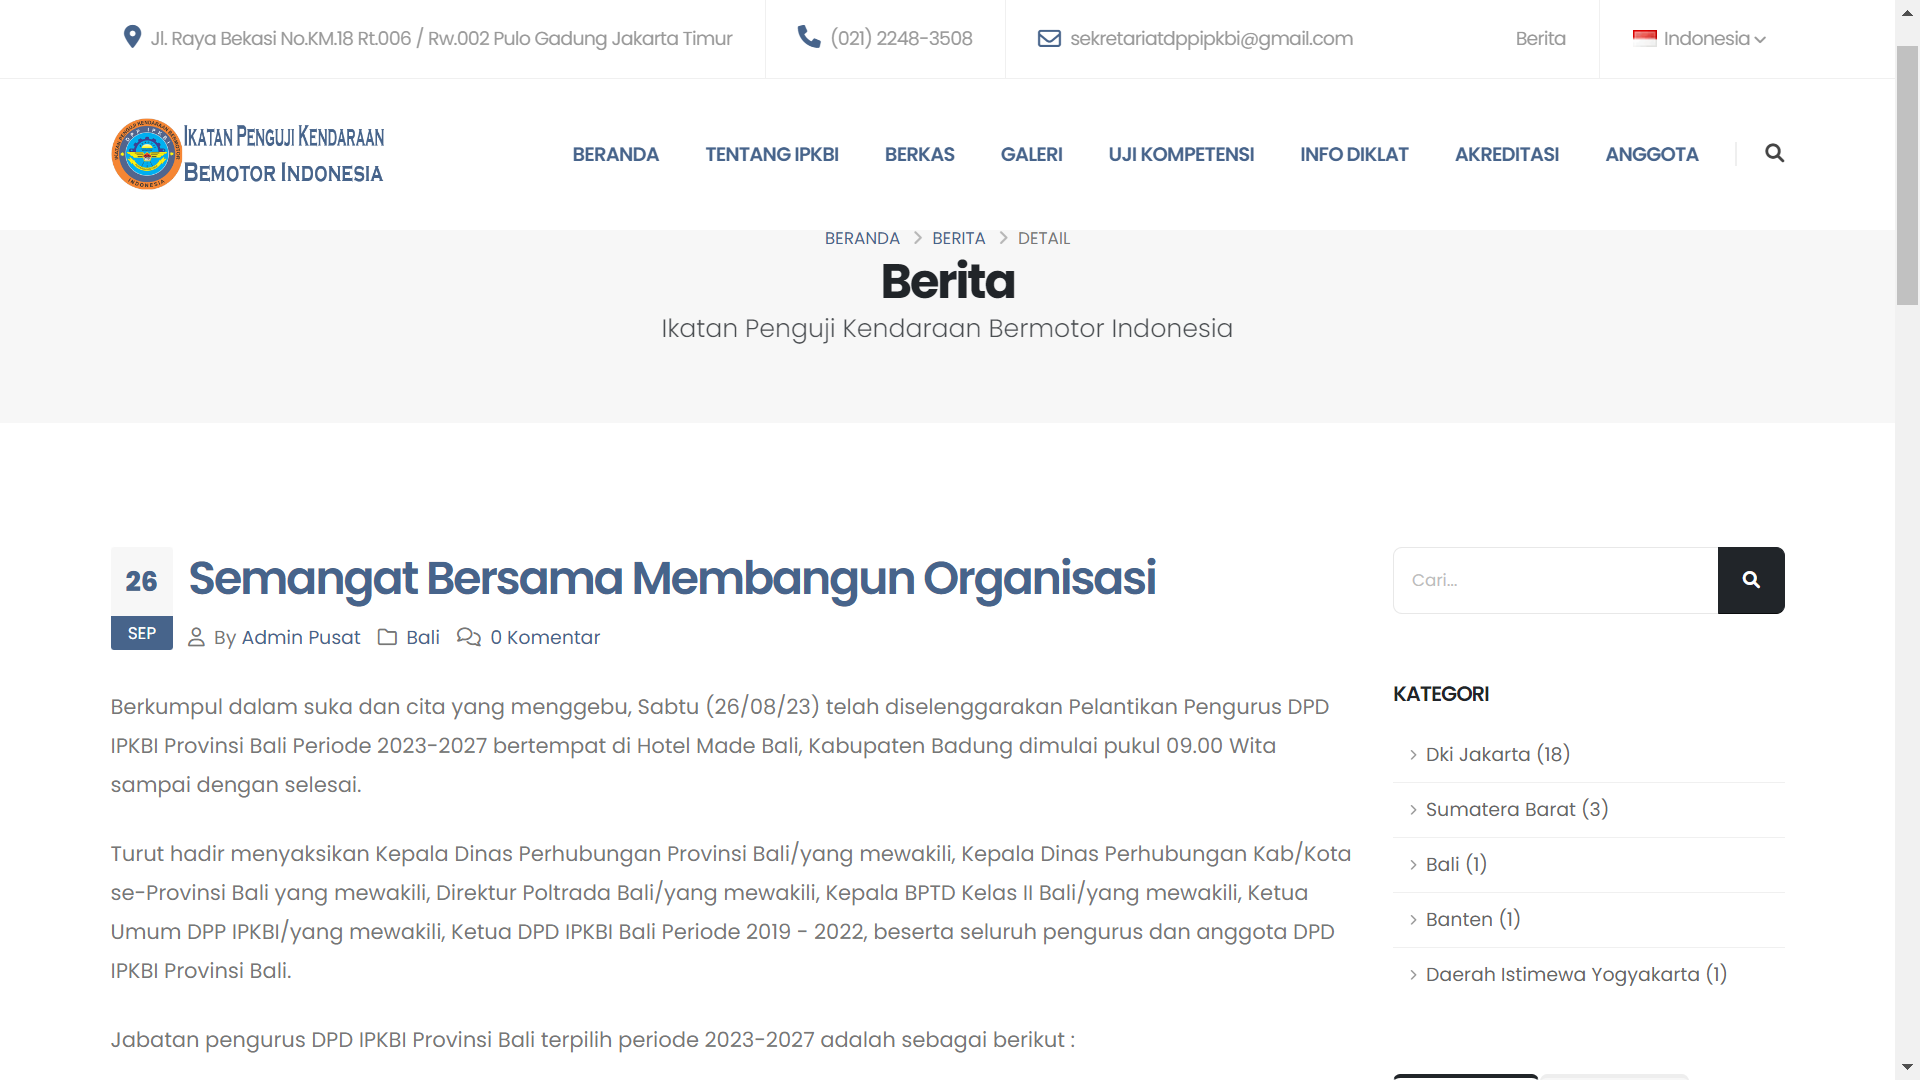 Jl. Raya Bekasi No.KM.18 Rt.006 / Rw.002 Pulo Gadung Jakarta Timur
(021) 2248-3508
sekretariatdppipkbi@gmail.com
Berita
Indonesia
IKATAN PENGUJI KENDARAAN
BEMOTOR INDONESIA
BERANDA
TENTANG IPKBI
BERKAS
GALERI
UJI KOMPETENSI
INFO DIKLAT
AKREDITASI
ANGGOTA
BERANDA > BERITA > DETAIL
Berita
Ikatan Penguji Kendaraan Bermotor Indonesia
26
SEP
Semangat Bersama Membangun Organisasi
By Admin Pusat Bali 0 Komentar
Berkumpul dalam suka dan cita yang menggebu, Sabtu (26/08/23) telah diselenggarakan Pelantikan Pengurus DPD
IPKBI Provinsi Bali Periode 2023-2027 bertempat di Hotel Made Bali, Kabupaten Badung dimulai pukul 09.00 Wita
sampai dengan selesai.
Turut hadir menyaksikan Kepala Dinas Perhubungan Provinsi Bali/yang mewakili, Kepala Dinas Perhubungan Kab/Kota
se-Provinsi Bali yang mewakili, Direktur Poltrada Bali/yang mewakili, Kepala BPTD Kelas II Bali/yang mewakili, Ketua
Umum DPP IPKBI/yang mewakili, Ketua DPD IPKBI Bali Periode 2019 - 2022, beserta seluruh pengurus dan anggota DPD
IPKBI Provinsi Bali.
Jabatan pengurus DPD IPKBI Provinsi Bali terpilih periode 2023-2027 adalah sebagai berikut :
Cari...
KATEGORI
Dki Jakarta (18)
Sumatera Barat (3)
Bali (1)
Banten (1)
Daerah Istimewa Yogyakarta (1)